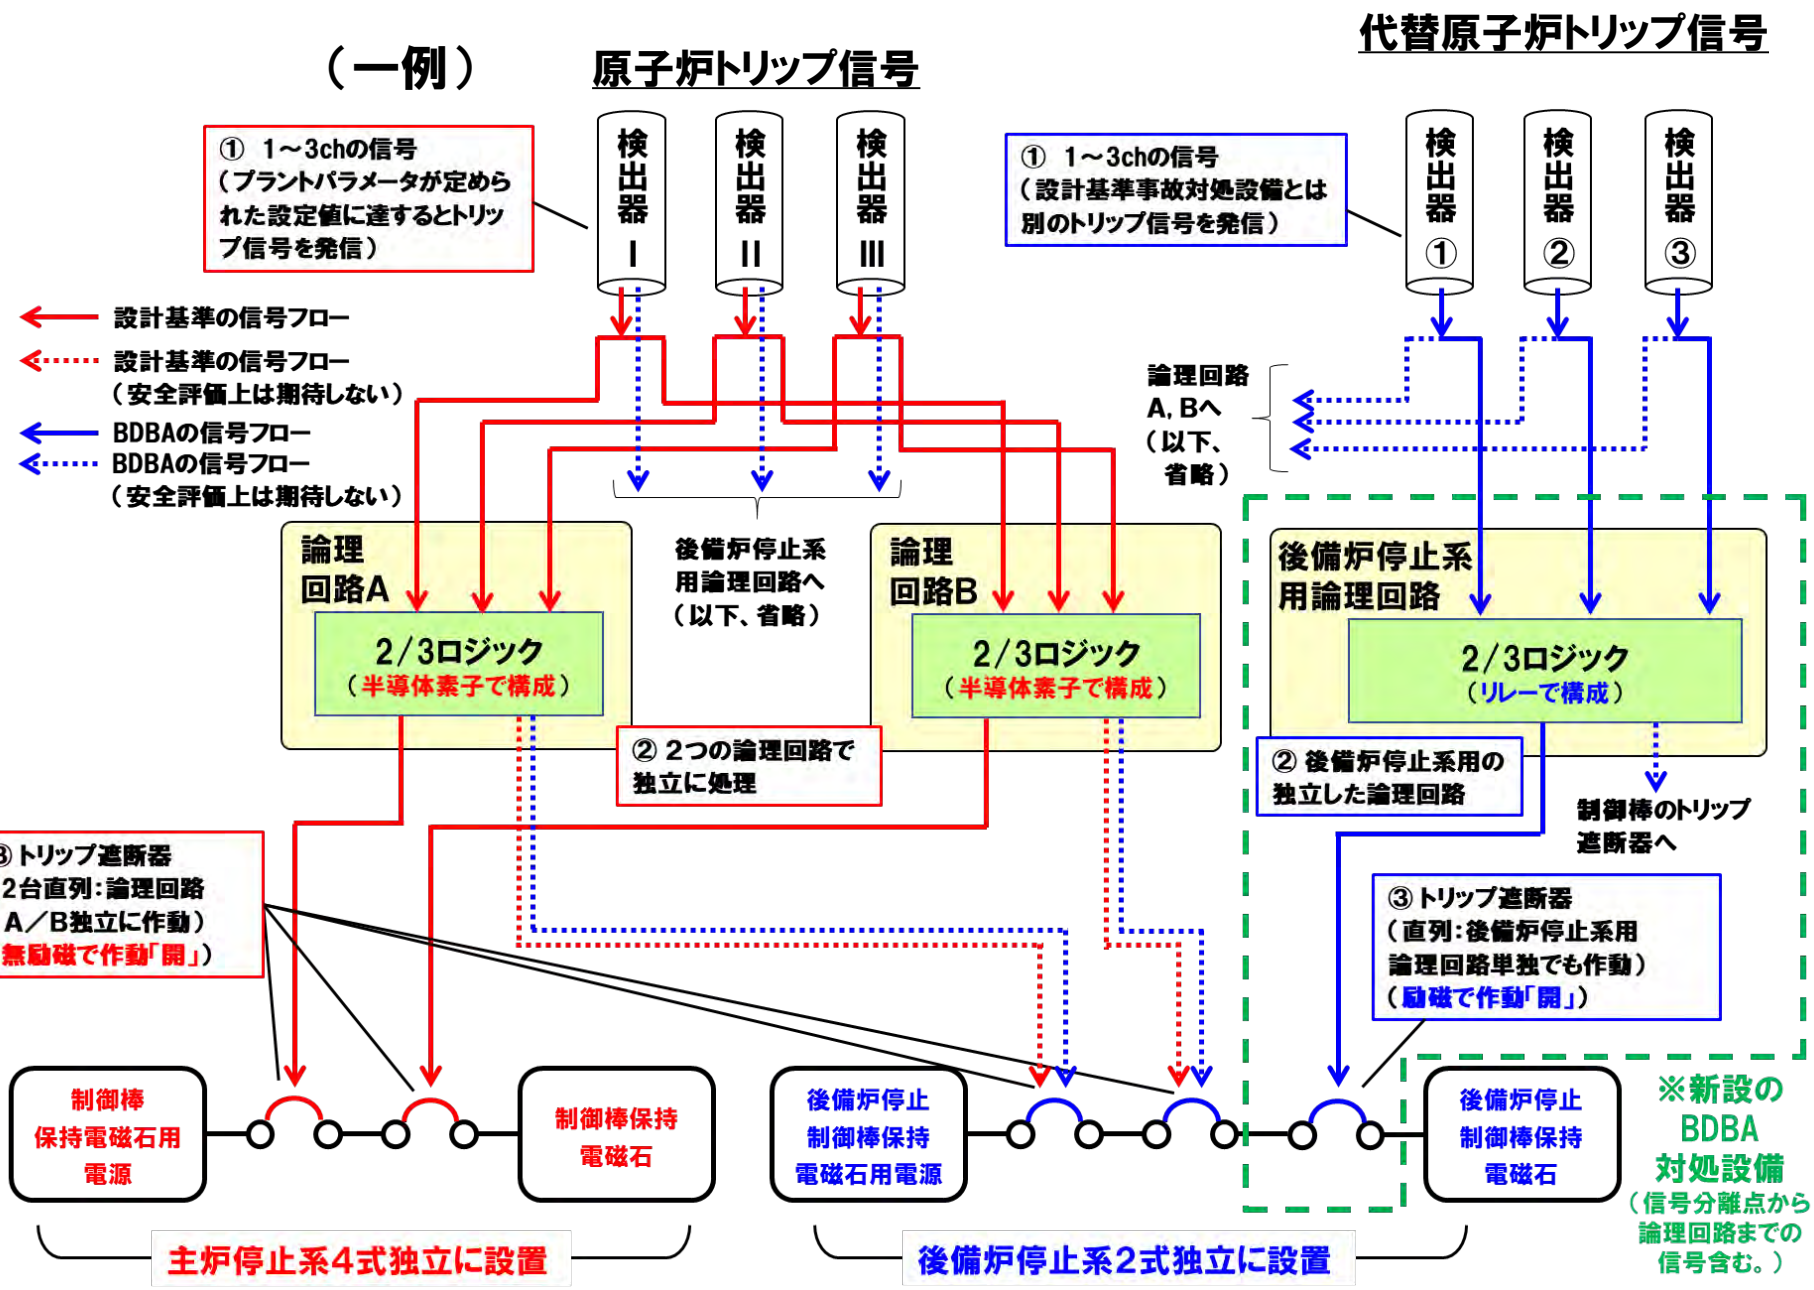 （一例）
原子炉トリップ信号
代替原子炉トリップ信号
① 1～3chの信号
（プラントパラメータが定めら
れた設定値に達するとトリッ
プ信号を発信）
検出器Ⅰ
検出器Ⅱ
検出器Ⅲ
① 1～3chの信号
（設計基準事故対処設備とは
別のトリップ信号を発信）
検出器①
検出器②
検出器③
設計基準の信号フロー
設計基準の信号フロー
（安全評価上は期待しない）
BDBAの信号フロー
BDBAの信号フロー
（安全評価上は期待しない）
論理回路
A，Bへ
（以下、
省略）
論理
回路A
2/3ロジック
（半導体素子で構成）
後備炉停止系
用論理回路へ
（以下、省略）
論理
回路B
2/3ロジック
（半導体素子で構成）
後備炉停止系
用論理回路
2/3ロジック
（リレーで構成）
② 2つの論理回路で
独立に処理
② 後備炉停止系用の
独立した論理回路
制御棒のトリップ
遮断器へ
トリップ遮断器
2台直列：論理回路
A／B独立に作動）
無励磁で作動「開」）
③トリップ遮断器
（直列：後備炉停止系用
論理回路単独でも作動）
（励磁で作動「開」）
制御棒
保持電磁石用
電源
制御棒保持
電磁石
後備炉停止
制御棒保持
電磁石用電源
後備炉停止
制御棒保持
電磁石
※新設の
BDBA
対処設備
（信号分離点から
論理回路までの
信号含む。）
主炉停止系4式独立に設置
後備炉停止系2式独立に設置